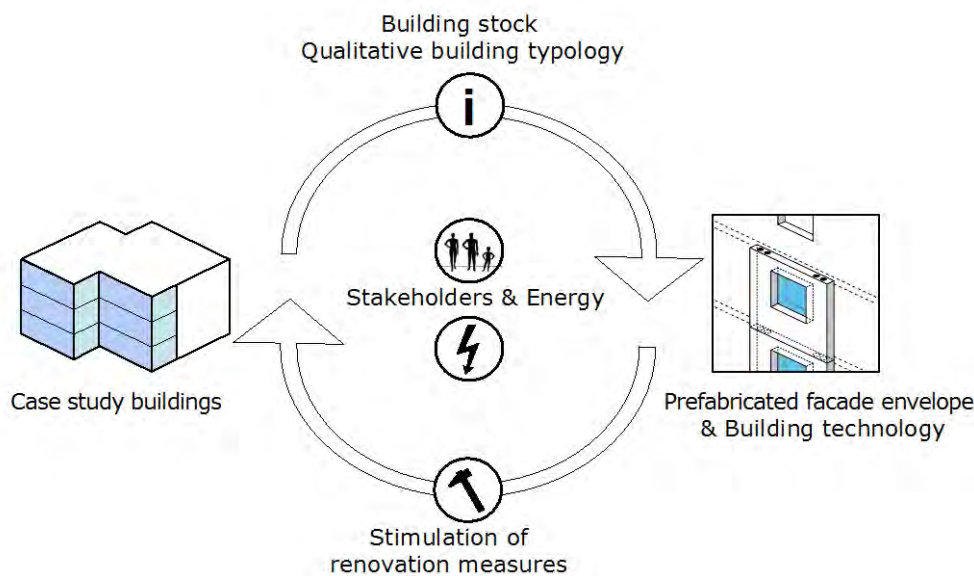 Building stock
Qualitative building typology
i
Stakeholders & Energy
Case study buildings
Prefabricated facade envelope
& Building technology
Stimulation of
renovation measures